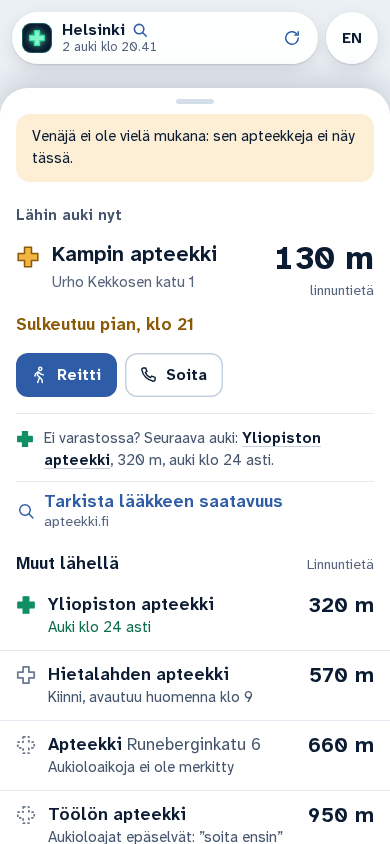 Helsinki
2 auki klo 20.41
EN
Venäjä ei ole vielä mukana: sen apteekkeja ei näy
tässä.
Lähin auki nyt
Kampin apteekki
130 m
Urho Kekkosen katu 1
linnuntietä
Sulkeutuu pian, klo 21
Reitti
Soita
Ei varastossa? Seuraava auki: Yliopiston
apteekki, 320 m, auki klo 24 asti.
Tarkista lääkkeen saatavuus
apteekki.fi
Muut lähellä
Linnuntietä
Yliopiston apteekki
320 m
Auki klo 24 asti
Hietalahden apteekki
570 m
Kiinni, avautuu huomenna klo 9
Apteekki Runeberginkatu 6
660 m
Aukioloaikoja ei ole merkitty
Töölön apteekki
950 m
Aukioloajat epäselvät: ”soita ensin”